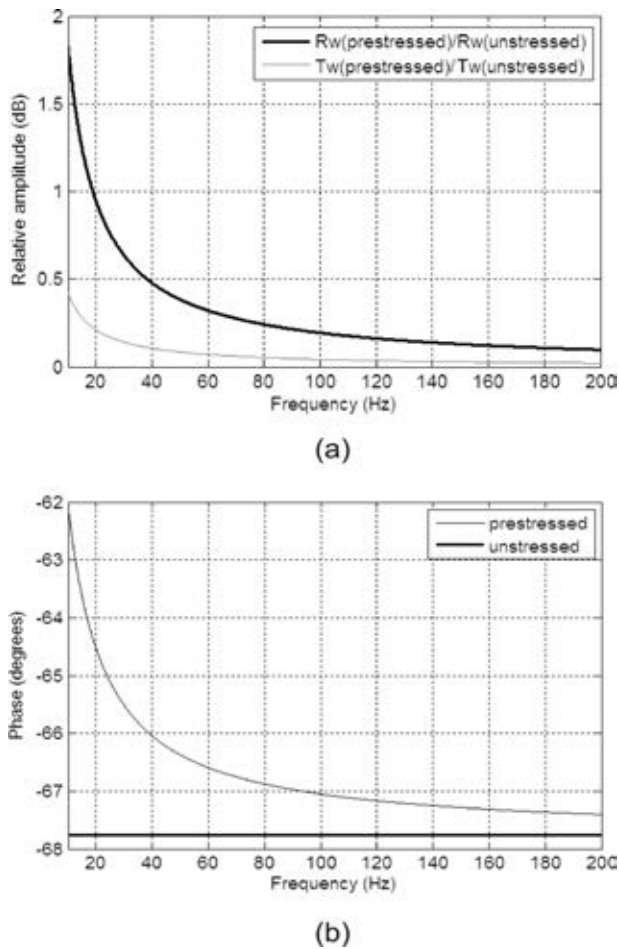 2
Rw(prestressed)/Rw(unstressed)
Tw(prestressed)/Tw(unstressed)
1.5
Relative amplitude (dB)
1
0.5
0
20 40 60 80 100 120 140 160 180 200
Frequency (Hz)
(a)
-62
prestressed
unstressed
-63
-64
Phase (degrees)
-65
-66
-67
-68
20 40 60 80 100 120 140 160 180 200
Frequency (Hz)
(b)